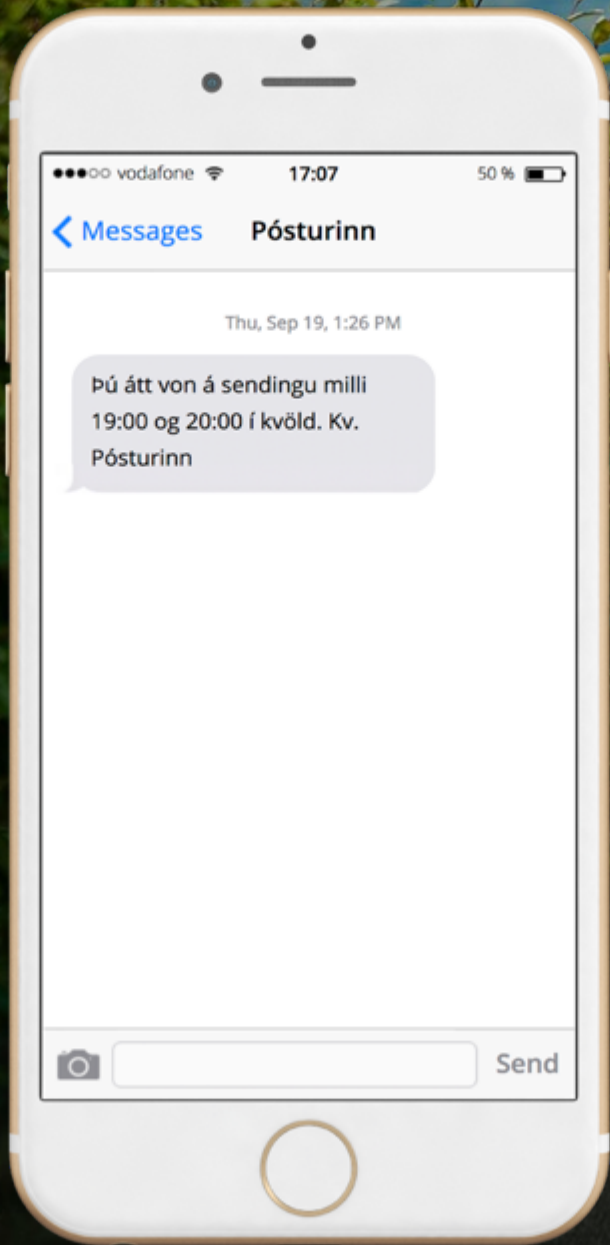 vodafone 17:07 50 %
Messages Pósturinn
Thu, Sep 19, 1:26 PM
Þú átt von á sendingu milli
19:00 og 20:00 í kvöld. Kv.
Pósturinn
Send